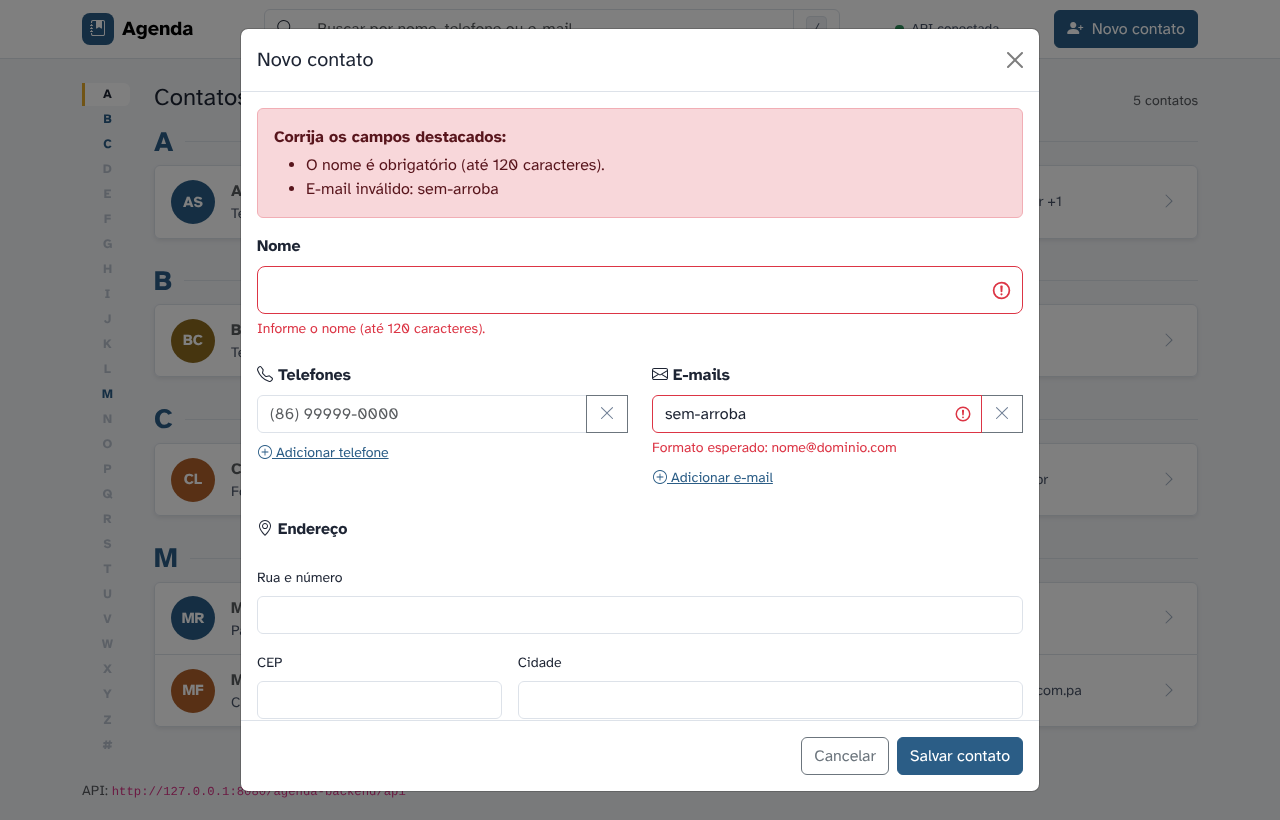 Agenda
Buscar por nome, telefone ou e-mail
/
API conectada
Novo contato
Novo contato
Corrija os campos destacados:
O nome é obrigatório (até 120 caracteres).
E-mail inválido: sem-arroba
Nome
Informe o nome (até 120 caracteres).
Telefones
E-mails
(86) 99999-0000
sem-arroba
Formato esperado: nome@dominio.com
Adicionar telefone
Adicionar e-mail
Endereço
Rua e número
CEP
Cidade
Cancelar
Salvar contato
A
B
C
D
E
F
G
H
I
J
K
L
M
N
O
P
Q
R
S
T
U
V
W
X
Y
Z
#
Contatos
5 contatos
A
AS
r +1
B
BC
C
CL
M
MR
MF
com.pa
API: http://127.0.0.1:8080/agenda-backend/api